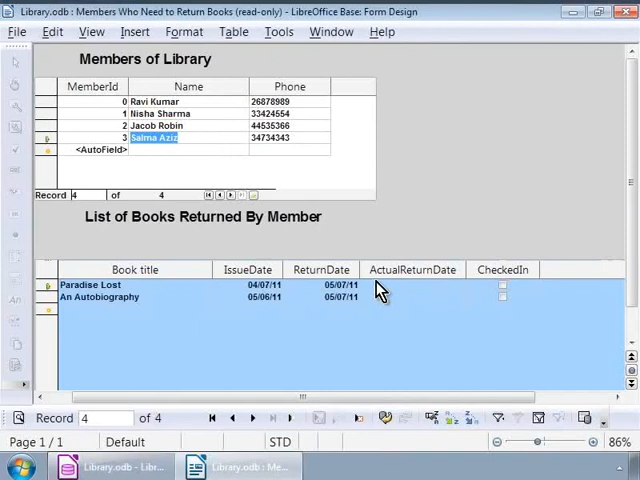 Library.odb : Members Who Need to Return Books (read-only) - LibreOffice Base: Form Design
File Edit View Insert Format Table Tools Window Help
Members of Library
MemberId Name Phone
0 Ravi Kumar 26878989
1 Nisha Sharma 33424554
2 Jacob Robin 44535366
3 Salma Aziz 34734343
<AutoField>
Record 4 of 4
List of Books Returned By Member
Book title IssueDate ReturnDate ActualReturnDate CheckedIn
Paradise Lost 04/07/11 05/07/11
An Autobiography 05/06/11 05/07/11
Record 4 of 4
Page 1 / 1 Default STD 86%
Library.odb - Libr... Library.odb : Me...